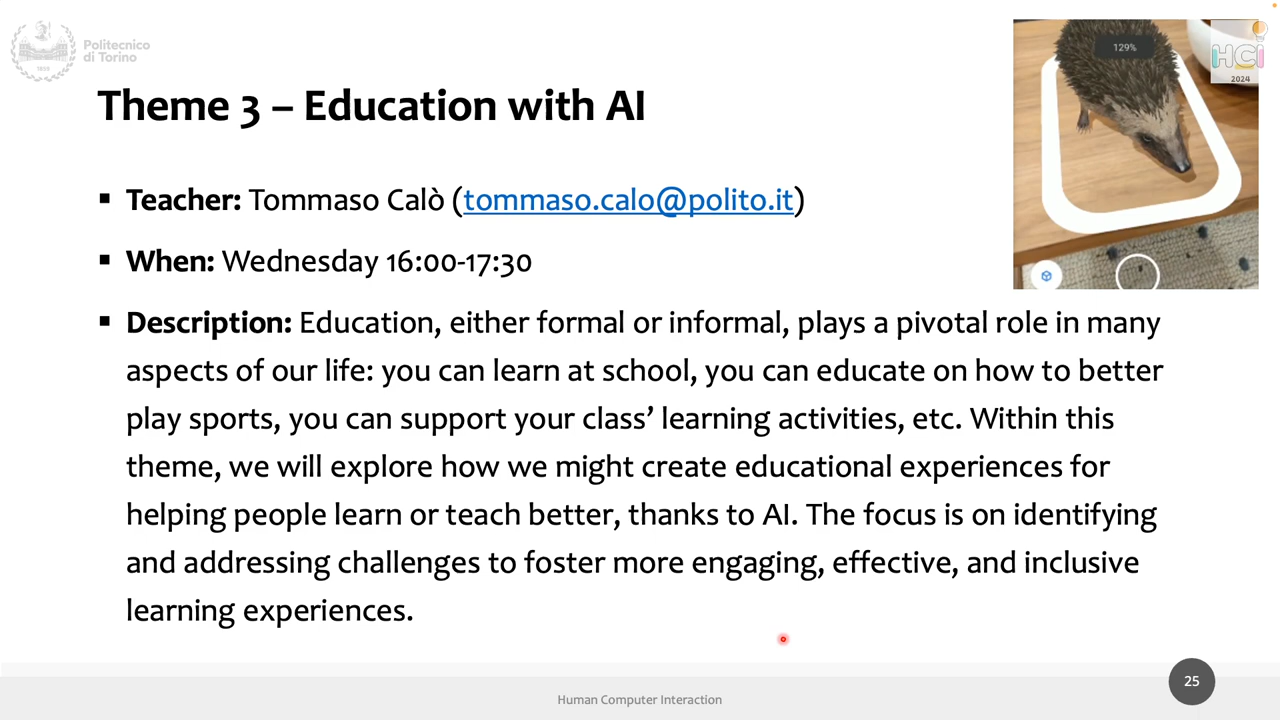 Politecnico
di Torino
1859
129%
HCI
2024
Theme 3 – Education with AI
▪ Teacher: Tommaso Calò (tommaso.calo@polito.it)
▪ When: Wednesday 16:00-17:30
▪ Description: Education, either formal or informal, plays a pivotal role in many
aspects of our life: you can learn at school, you can educate on how to better
play sports, you can support your class’ learning activities, etc. Within this
theme, we will explore how we might create educational experiences for
helping people learn or teach better, thanks to AI. The focus is on identifying
and addressing challenges to foster more engaging, effective, and inclusive
learning experiences.
Human Computer Interaction
25